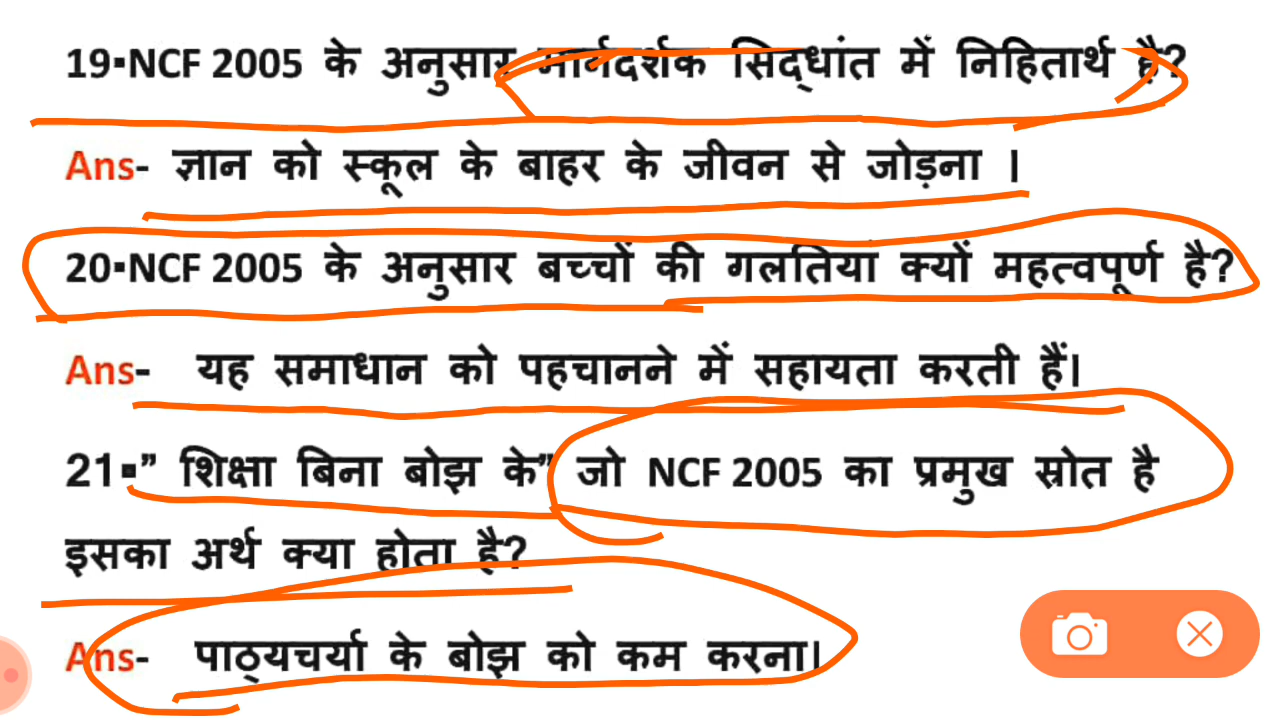 19▪NCF 2005 के अनुसार मार्गदर्शक सिद्धांत में निहितार्थ है?
Ans- ज्ञान को स्कूल के बाहर के जीवन से जोड़ना ।
20▪NCF 2005 के अनुसार बच्चों की गलतियां क्यों महत्वपूर्ण है?
Ans- यह समाधान को पहचानने में सहायता करती हैं।
21▪” शिक्षा बिना बोझ के” जो NCF 2005 का प्रमुख स्रोत है
इसका अर्थ क्या होता है?
Ans- पाठ्यचर्या के बोझ को कम करना।